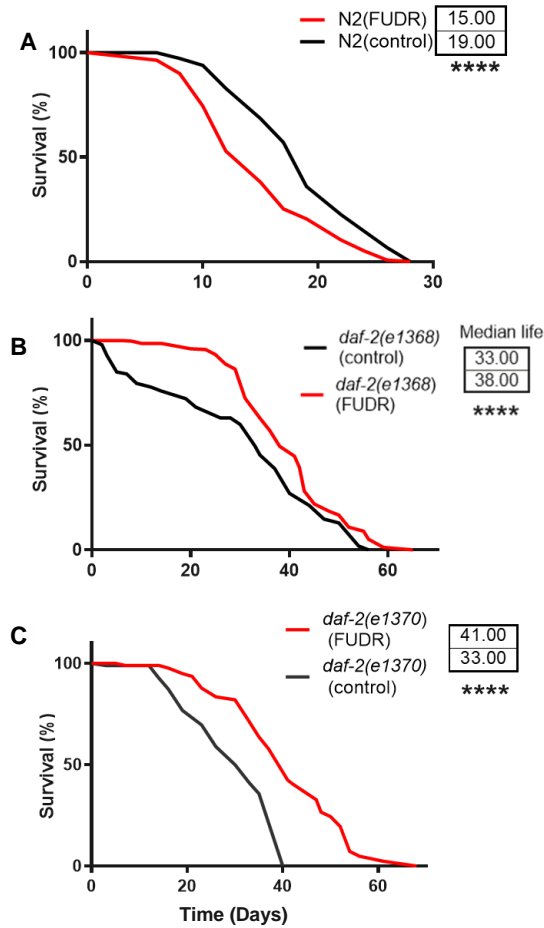 A
N2(FUDR) 15.00
N2(control) 19.00
****
Survival (%)
100
50
0
0 10 20 30
B
Median life
daf-2(e1368)
(control)
33.00
daf-2(e1368)
(FUDR)
38.00
****
Survival (%)
100
50
0
0 20 40 60
C
daf-2(e1370)
(FUDR)
41.00
daf-2(e1370)
(control)
33.00
****
Survival (%)
100
50
0
0 20 40 60
Time (Days)